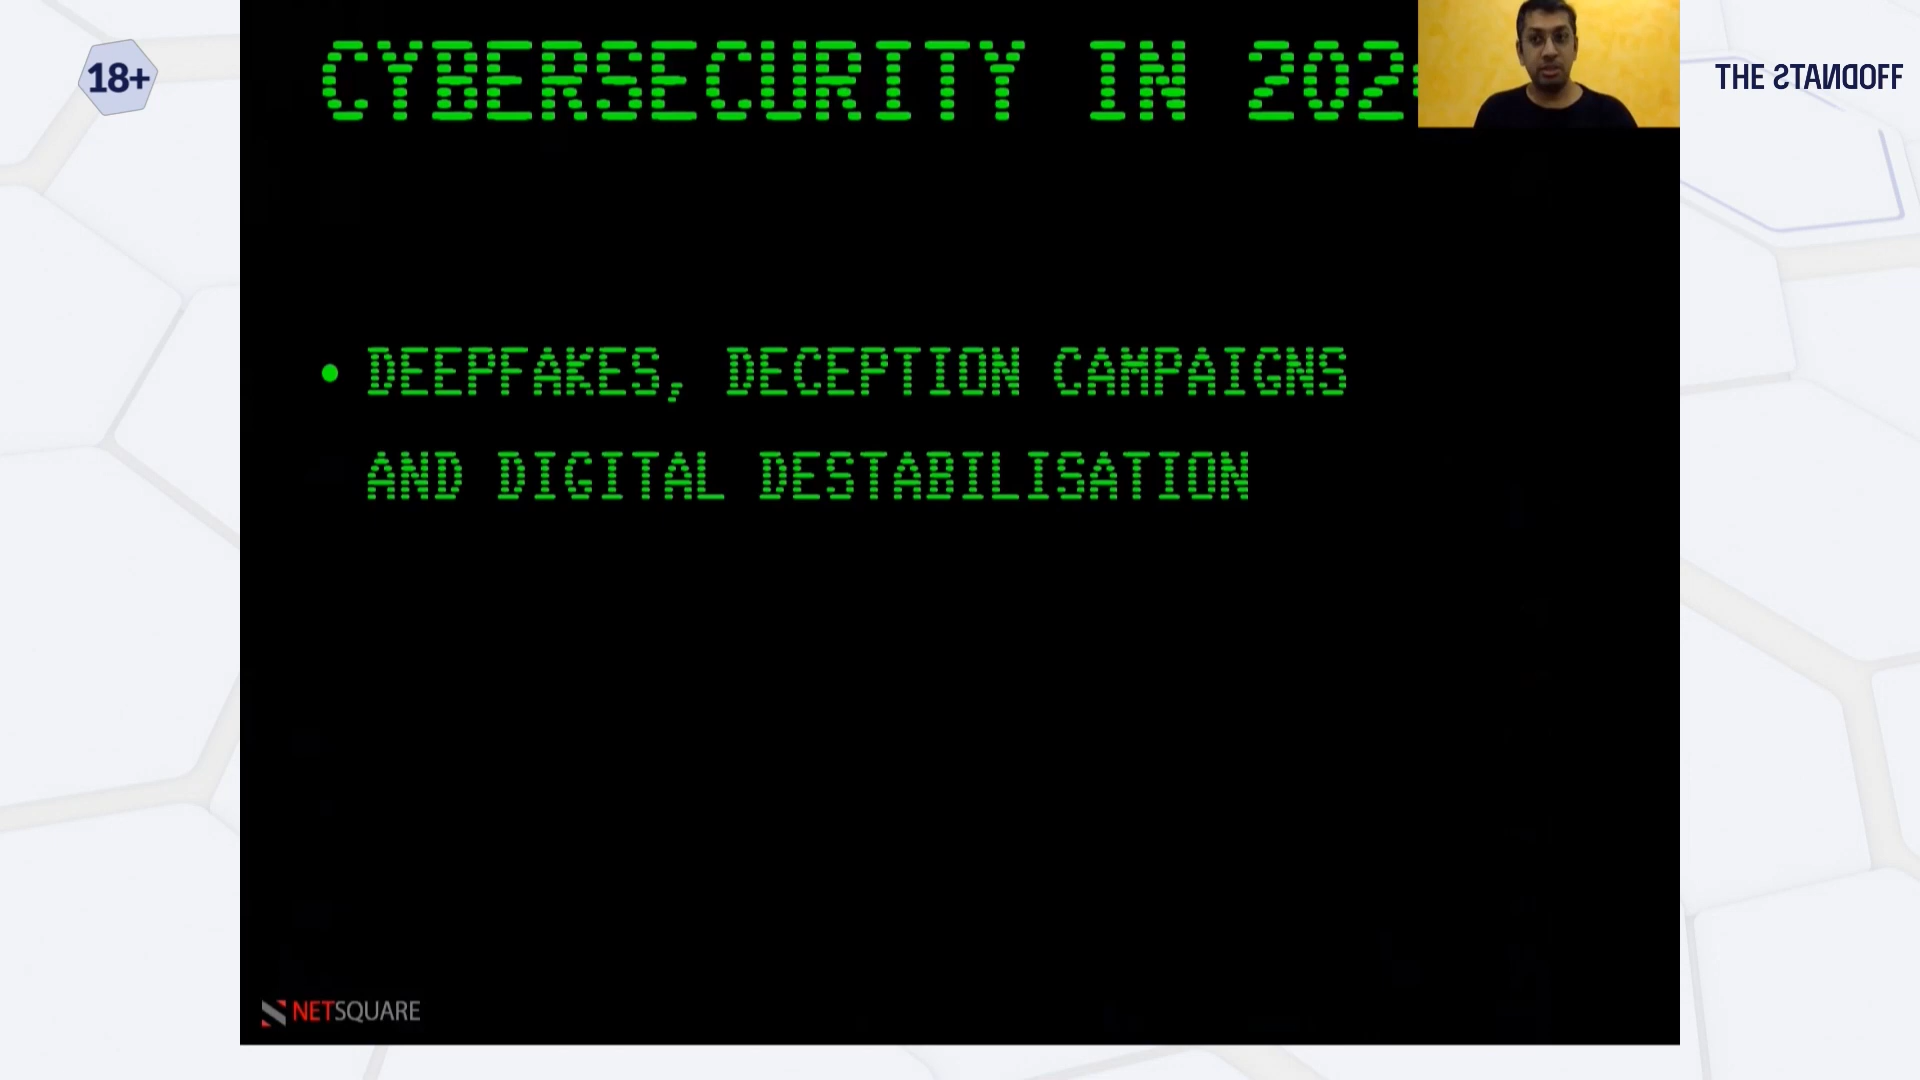 18+
CYBERSECURITY IN 202
THE STANDOFF
• DEEPFAKES, DECEPTION CAMPAIGNS
AND DIGITAL DESTABILISATION
NETSQUARE